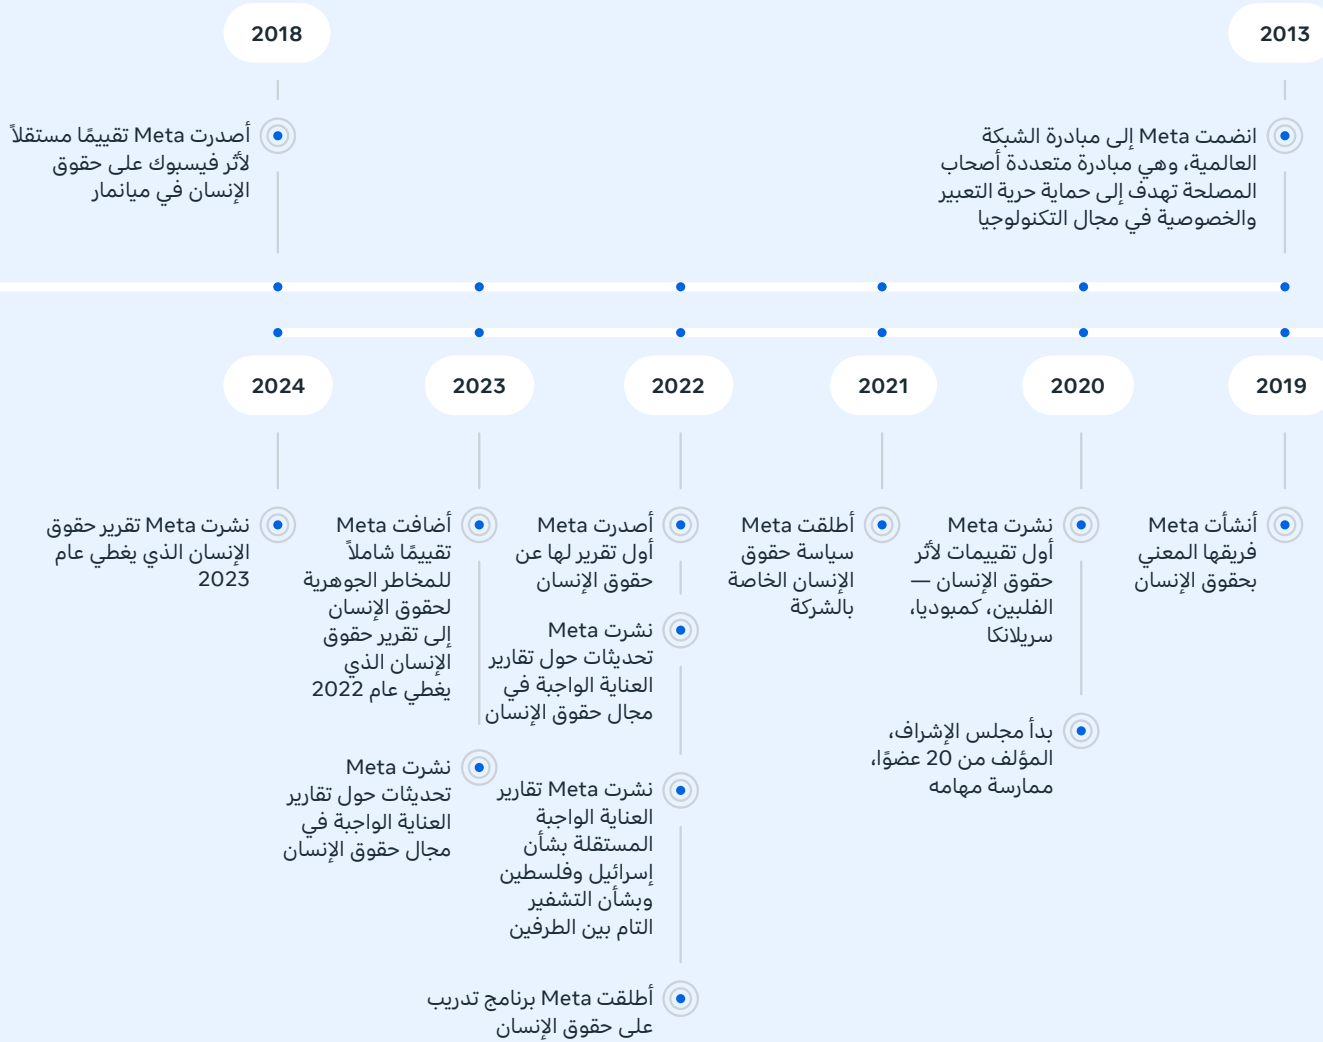 2013
انضمت Meta إلى مبادرة الشبكة
العالمية، وهي مبادرة متعددة أصحاب
المصلحة تهدف إلى حماية حرية التعبير
والخصوصية في مجال التكنولوجيا
2018
أصدرت Meta تقييمًا مستقلاً
لأثر فيسبوك على حقوق
الإنسان في ميانمار
2019
أنشأت Meta
فريقها المعني
بحقوق الإنسان
2020
نشرت Meta
أول تقييمات لأثر
حقوق الإنسان —
الفلبين، كمبوديا،
سريلانكا
بدأ مجلس الإشراف،
المؤلف من 20 عضوًا،
ممارسة مهامه
2021
أطلقت Meta
سياسة حقوق
الإنسان الخاصة
بالشركة
2022
أصدرت Meta
أول تقرير لها عن
حقوق الإنسان
نشرت Meta
تحديثات حول تقارير
العناية الواجبة في
مجال حقوق الإنسان
نشرت Meta تقارير
العناية الواجبة
المستقلة بشأن
إسرائيل وفلسطين
وبشأن التشفير
التام بين الطرفين
أطلقت Meta برنامج تدريب
على حقوق الإنسان
2023
أضافت Meta
تقييمًا شاملاً
للمخاطر الجوهرية
لحقوق الإنسان
إلى تقرير حقوق
الإنسان الذي
يغطي عام 2022
نشرت Meta
تحديثات حول تقارير
العناية الواجبة في
مجال حقوق الإنسان
2024
نشرت Meta تقرير حقوق
الإنسان الذي يغطي عام
2023